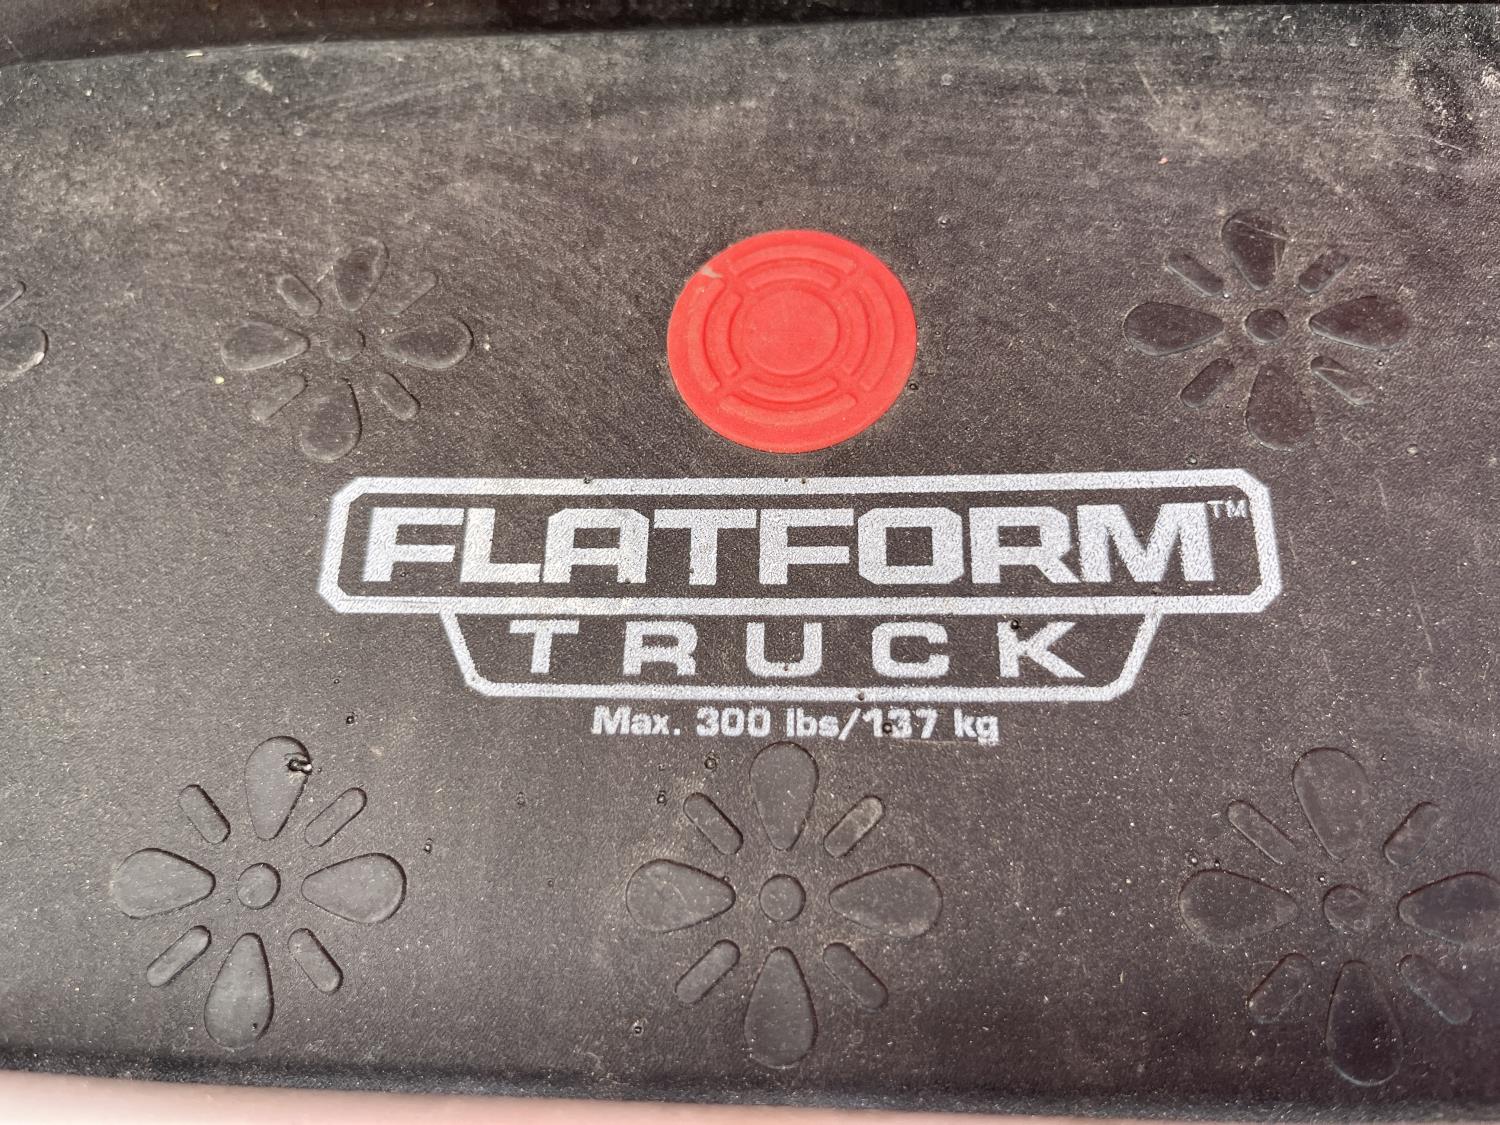 FLATFORM™
TRUCK
Max. 300 lbs/137 kg